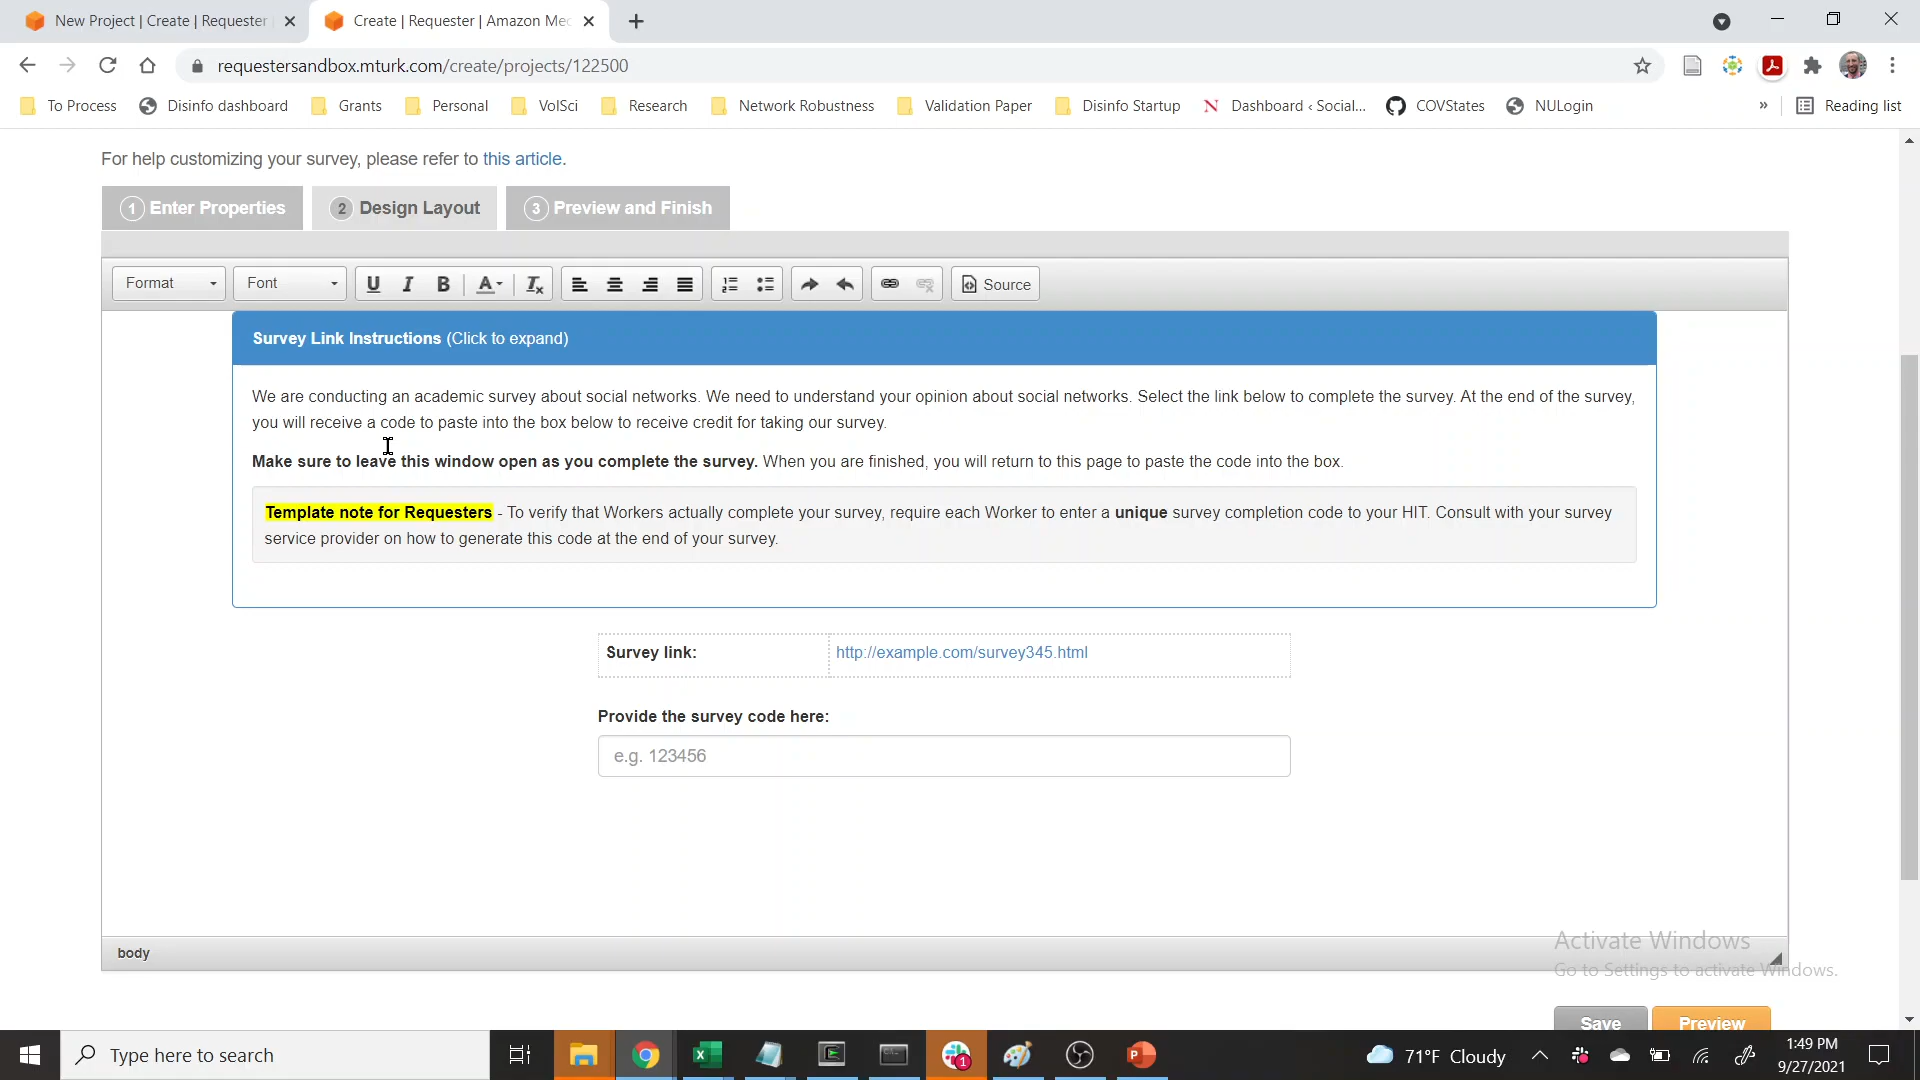 New Project | Create | Requester
Create | Requester | Amazon Mec
requestersandbox.mturk.com/create/projects/122500
To Process
Disinfo dashboard
Grants
Personal
VolSci
Research
Network Robustness
Validation Paper
Disinfo Startup
Dashboard ‹ Social...
COVStates
NULogin
»
Reading list
For help customizing your survey, please refer to this article.
1 Enter Properties
2 Design Layout
3 Preview and Finish
Format
Font
U I B A Tx
Source
Survey Link Instructions (Click to expand)
We are conducting an academic survey about social networks. We need to understand your opinion about social networks. Select the link below to complete the survey. At the end of the survey,
you will receive a code to paste into the box below to receive credit for taking our survey.
Make sure to leave this window open as you complete the survey. When you are finished, you will return to this page to paste the code into the box.
Template note for Requesters - To verify that Workers actually complete your survey, require each Worker to enter a unique survey completion code to your HIT. Consult with your survey
service provider on how to generate this code at the end of your survey.
Survey link:
http://example.com/survey345.html
Provide the survey code here:
e.g. 123456
body
Activate Windows
Go to Settings to activate Windows.
Save
Preview
Type here to search
1
71°F Cloudy
1:49 PM
9/27/2021